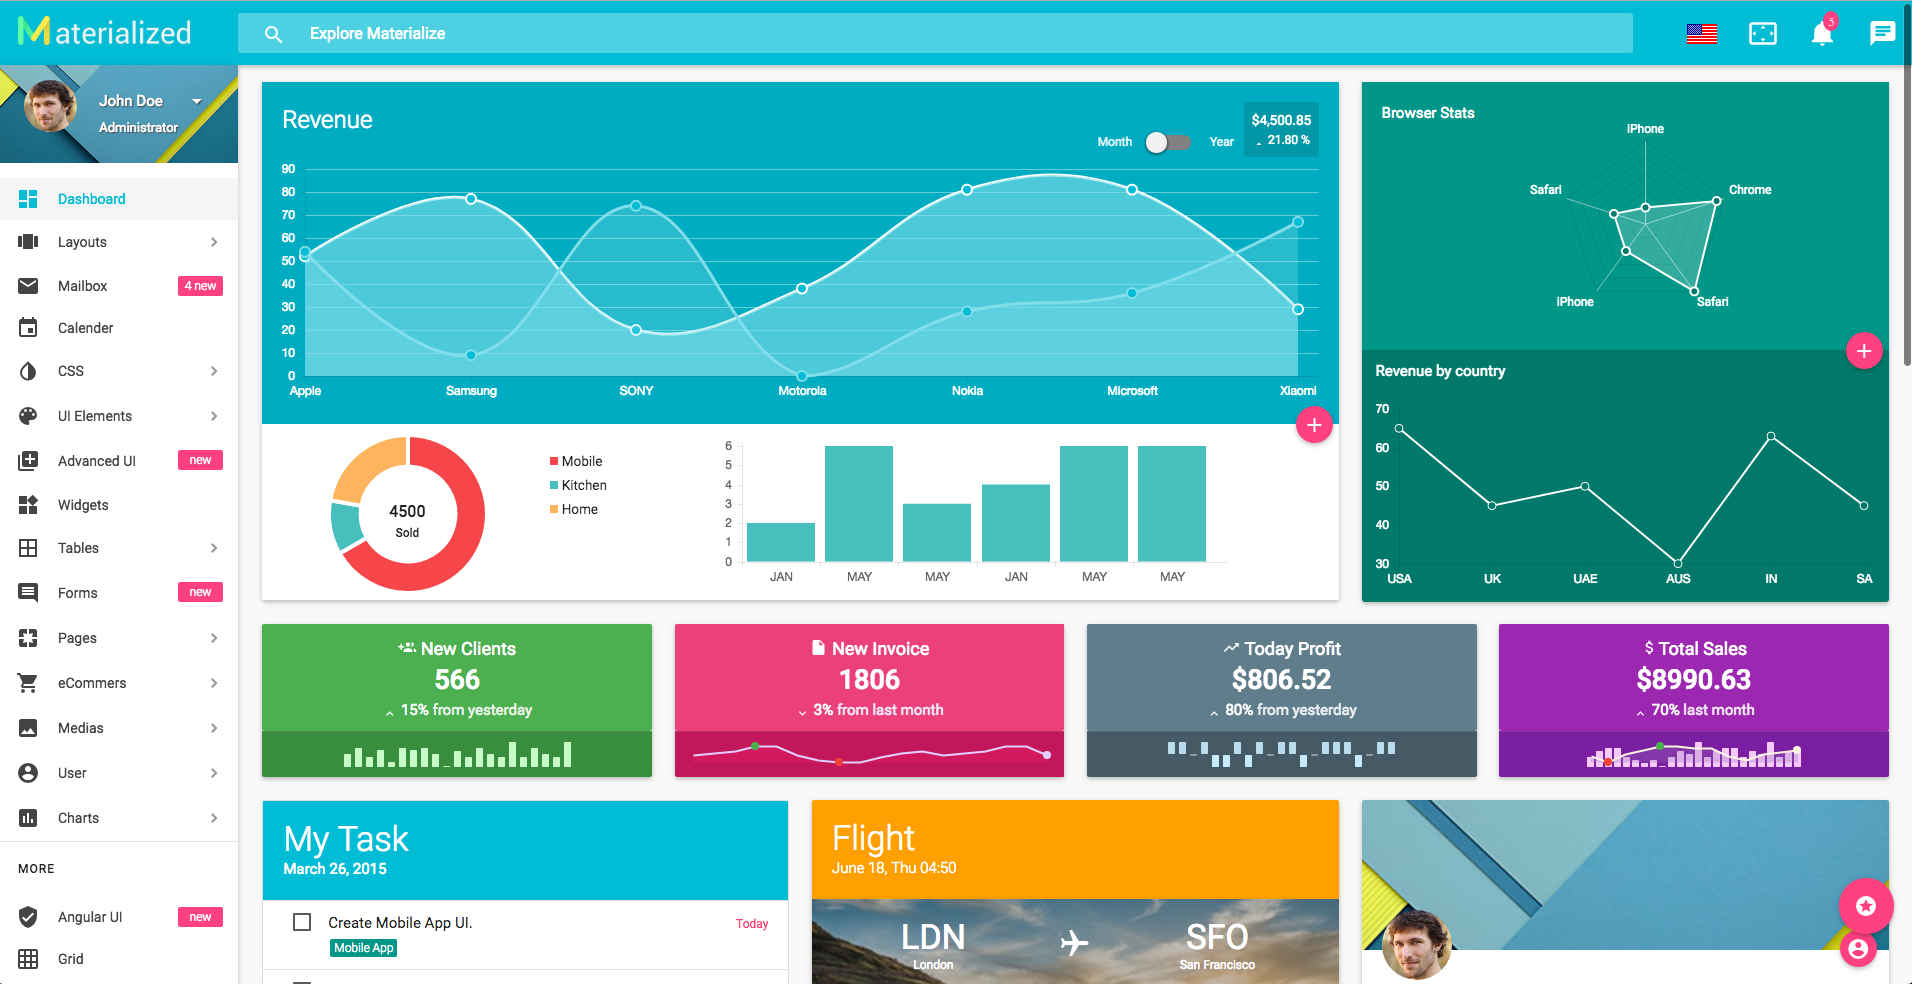 Materialized
Explore Materialize
5
John Doe
Administrator
Dashboard
Layouts
Mailbox
4 new
Calender
CSS
UI Elements
Advanced UI
new
Widgets
Tables
Forms
new
Pages
eCommers
Medias
User
Charts
MORE
Angular UI
new
Grid
Revenue
Month
Year
$4,500.85
21.80 %
90
80
70
60
50
40
30
20
10
0
Apple
Samsung
SONY
Motorola
Nokia
Microsoft
Xiaomi
4500
Sold
Mobile
Kitchen
Home
6
5
4
3
2
1
0
JAN
MAY
MAY
JAN
MAY
MAY
Browser Stats
iPhone
Safari
Chrome
iPhone
Safari
Revenue by country
70
60
50
40
30
USA
UK
UAE
AUS
IN
SA
New Clients
566
15% from yesterday
New Invoice
1806
3% from last month
Today Profit
$806.52
80% from yesterday
$ Total Sales
$8990.63
70% last month
My Task
March 26, 2015
Create Mobile App UI.
Today
Mobile App
Flight
June 18, Thu 04:50
LDN
London
SFO
San Francisco